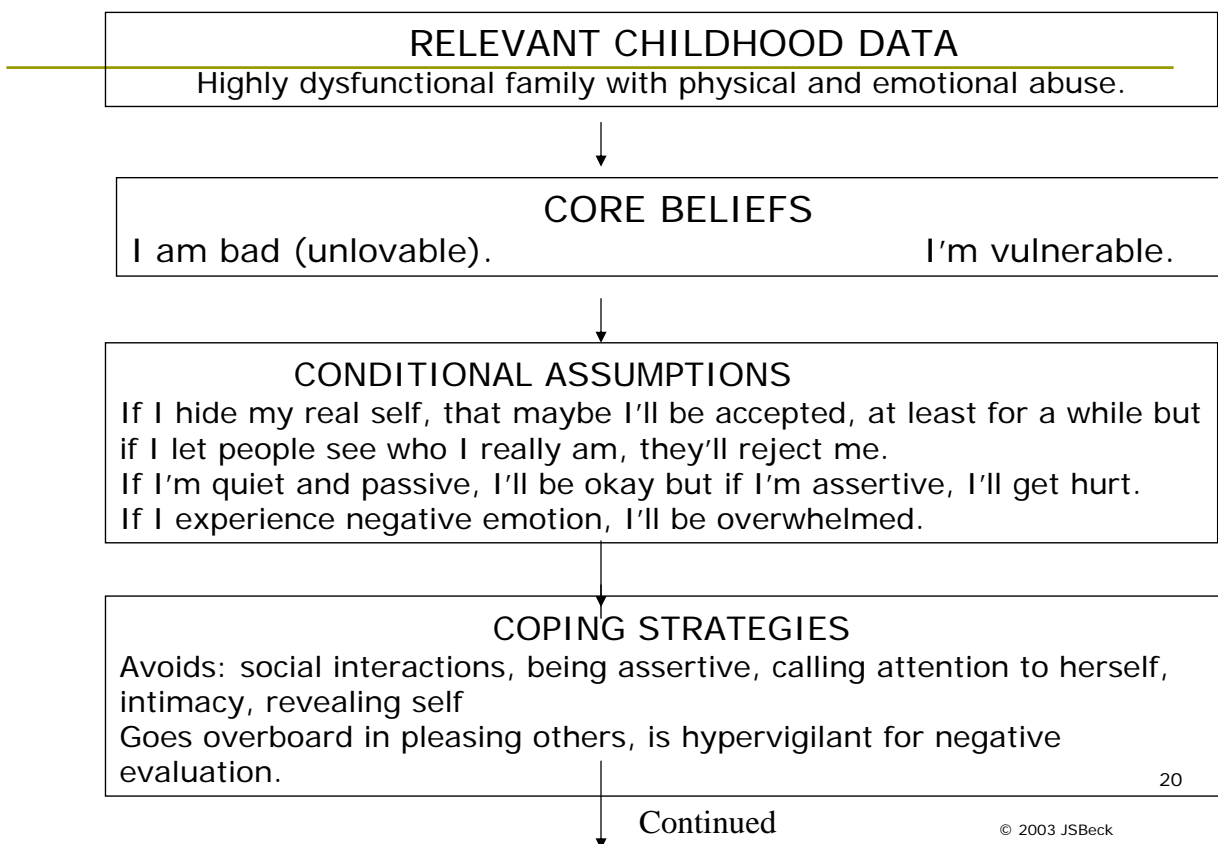 RELEVANT CHILDHOOD DATA
Highly dysfunctional family with physical and emotional abuse.
CORE BELIEFS
I am bad (unlovable). I'm vulnerable.
CONDITIONAL ASSUMPTIONS
If I hide my real self, that maybe I'll be accepted, at least for a while but
if I let people see who I really am, they'll reject me.
If I'm quiet and passive, I'll be okay but if I'm assertive, I'll get hurt.
If I experience negative emotion, I'll be overwhelmed.
COPING STRATEGIES
Avoids: social interactions, being assertive, calling attention to herself,
intimacy, revealing self
Goes overboard in pleasing others, is hypervigilant for negative
evaluation.
20
Continued
© 2003 JSBeck